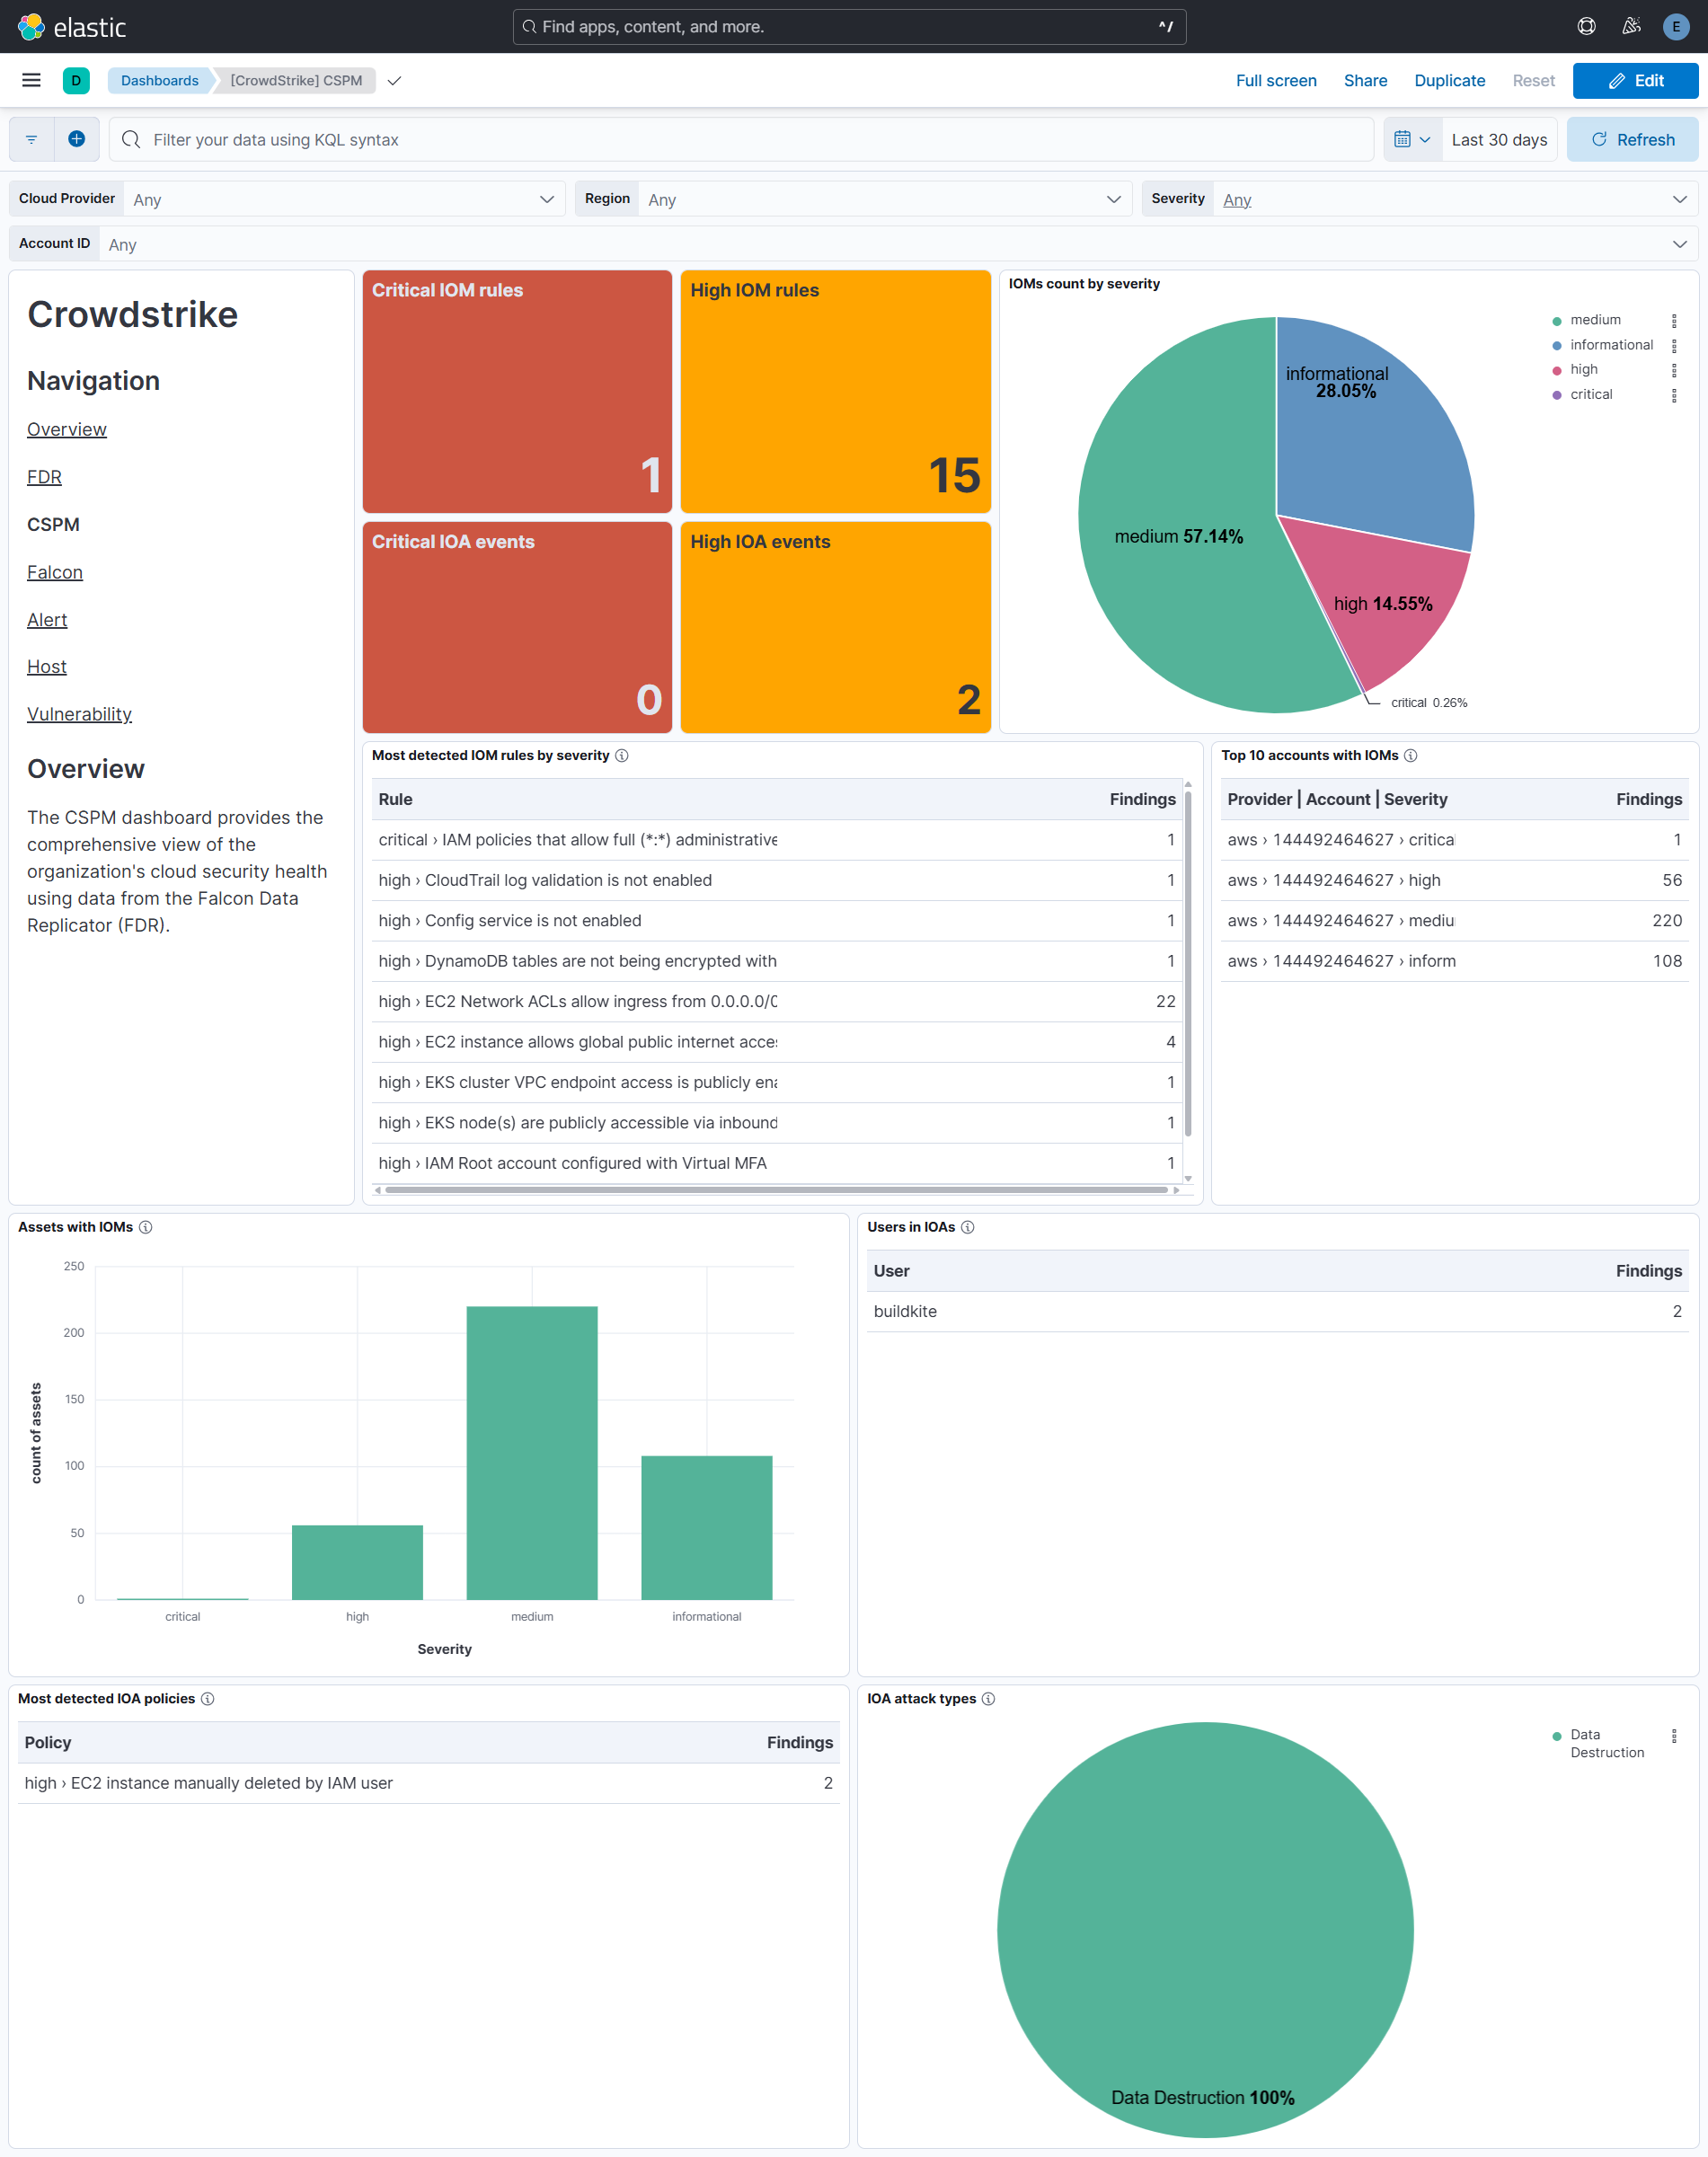 elastic
Find apps, content, and more.
^/
E
D
Dashboards
[CrowdStrike] CSPM
Full screen
Share
Duplicate
Reset
Edit
Filter your data using KQL syntax
Last 30 days
Refresh
Cloud Provider
Any
Region
Any
Severity
Any
Account ID
Any
Crowdstrike
Navigation
Overview
FDR
CSPM
Falcon
Alert
Host
Vulnerability
Overview
The CSPM dashboard provides the
comprehensive view of the
organization's cloud security health
using data from the Falcon Data
Replicator (FDR).
Critical IOM rules
1
High IOM rules
15
Critical IOA events
0
High IOA events
2
IOMs count by severity
informational
28.05%
medium 57.14%
high 14.55%
critical 0.26%
medium
informational
high
critical
Most detected IOM rules by severity
Rule Findings
critical › IAM policies that allow full (*:*) administrative 1
high › CloudTrail log validation is not enabled 1
high › Config service is not enabled 1
high › DynamoDB tables are not being encrypted with 1
high › EC2 Network ACLs allow ingress from 0.0.0.0/0 22
high › EC2 instance allows global public internet acces 4
high › EKS cluster VPC endpoint access is publicly ena 1
high › EKS node(s) are publicly accessible via inbound 1
high › IAM Root account configured with Virtual MFA 1
Top 10 accounts with IOMs
Provider | Account | Severity Findings
aws › 144492464627 › critical 1
aws › 144492464627 › high 56
aws › 144492464627 › mediu 220
aws › 144492464627 › inform 108
Assets with IOMs
250
200
150
100
50
0
count of assets
critical
high
medium
informational
Severity
Users in IOAs
User Findings
buildkite 2
Most detected IOA policies
Policy Findings
high › EC2 instance manually deleted by IAM user 2
IOA attack types
Data Destruction 100%
Data
Destruction